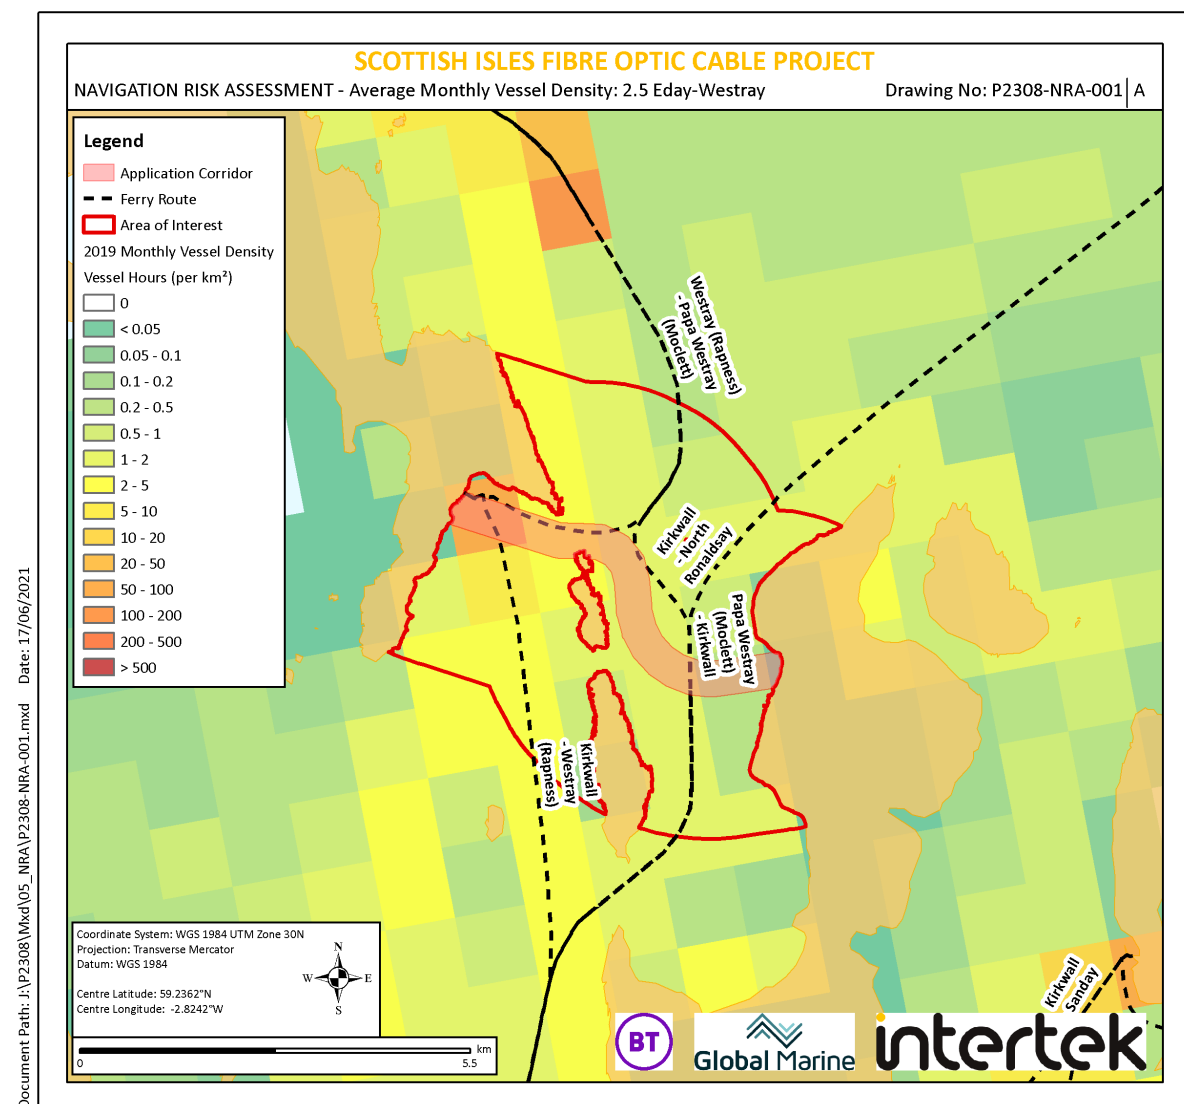 SCOTTISH ISLES FIBRE OPTIC CABLE PROJECT
NAVIGATION RISK ASSESSMENT - Average Monthly Vessel Density: 2.5 Eday-Westray
Drawing No: P2308-NRA-001 A
Legend
Application Corridor
Ferry Route
Area of Interest
2019 Monthly Vessel Density
Vessel Hours (per km²)
0
< 0.05
0.05 - 0.1
0.1 - 0.2
0.2 - 0.5
0.5 - 1
1 - 2
2 - 5
5 - 10
10 - 20
20 - 50
50 - 100
100 - 200
200 - 500
> 500
Westray (Rapness)
- Papa Westray
(Moclett)
Kirkwall
- North
Ronaldsay
Papa Westray
(Moclett)
- Kirkwall
Kirkwall
- Westray
(Rapness)
Kirkwall
Sanday
Coordinate System: WGS 1984 UTM Zone 30N
Projection: Transverse Mercator
Datum: WGS 1984
Centre Latitude: 59.2362°N
Centre Longitude: -2.8242°W
N
W
E
S
km
0
5.5
BT
Global Marine
intertek
Document Path: J:\P2308\Mxd\05_NRA\P2308-NRA-001.mxd Date: 17/06/2021